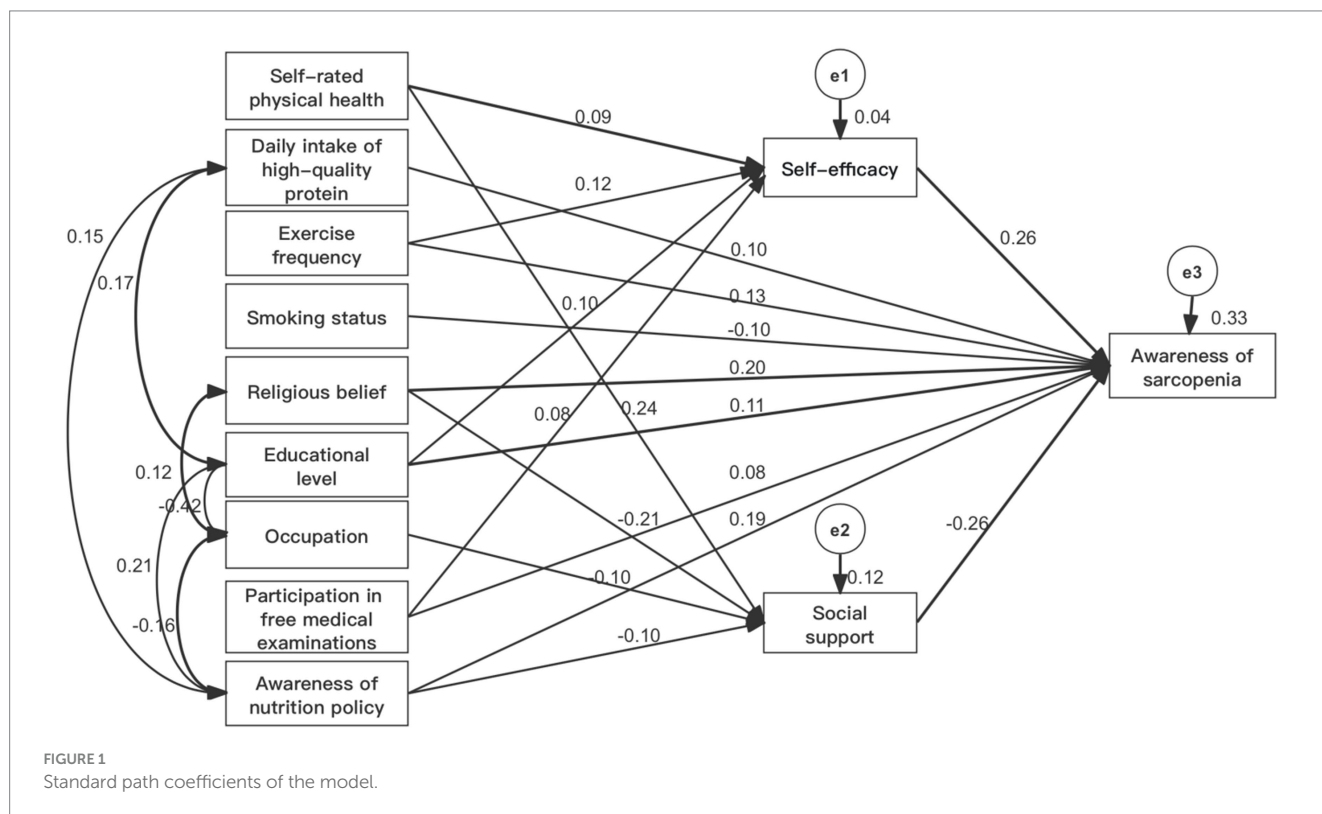 Self-rated
physical health
Daily intake of
high-quality
protein
Exercise
frequency
Smoking status
Religious belief
Educational
level
Occupation
Participation in
free medical
examinations
Awareness of
nutrition policy
0.15
0.17
0.12
-0.42
0.21
-0.16
0.09
0.12
0.10
0.10
0.13
-0.10
0.20
0.11
0.08
0.24
0.08
-0.21
0.19
-0.10
-0.10
e1
0.04
Self-efficacy
0.26
e3
0.33
Awareness of
sarcopenia
e2
0.12
Social
support
-0.26
FIGURE 1
Standard path coefficients of the model.